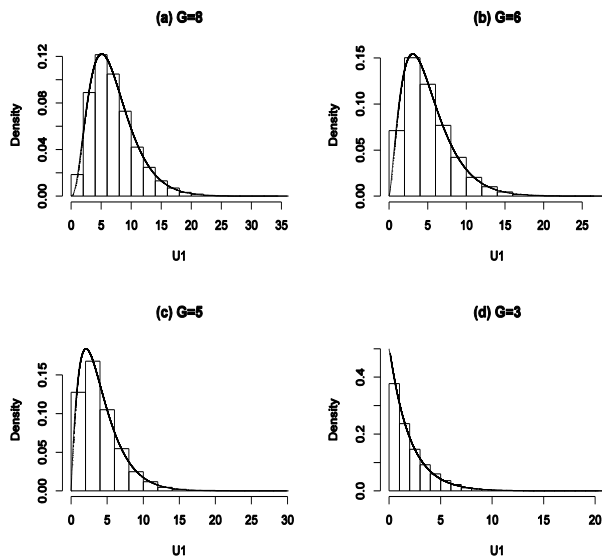 (a) G=8
Density
0.00 0.04 0.08 0.12
0 5 10 15 20 25 30 35
U1
(b) G=6
Density
0.00 0.05 0.10 0.15
0 5 10 15 20 25
U1
(c) G=5
Density
0.00 0.05 0.10 0.15
0 5 10 15 20 25 30
U1
(d) G=3
Density
0.0 0.2 0.4
0 5 10 15 20
U1